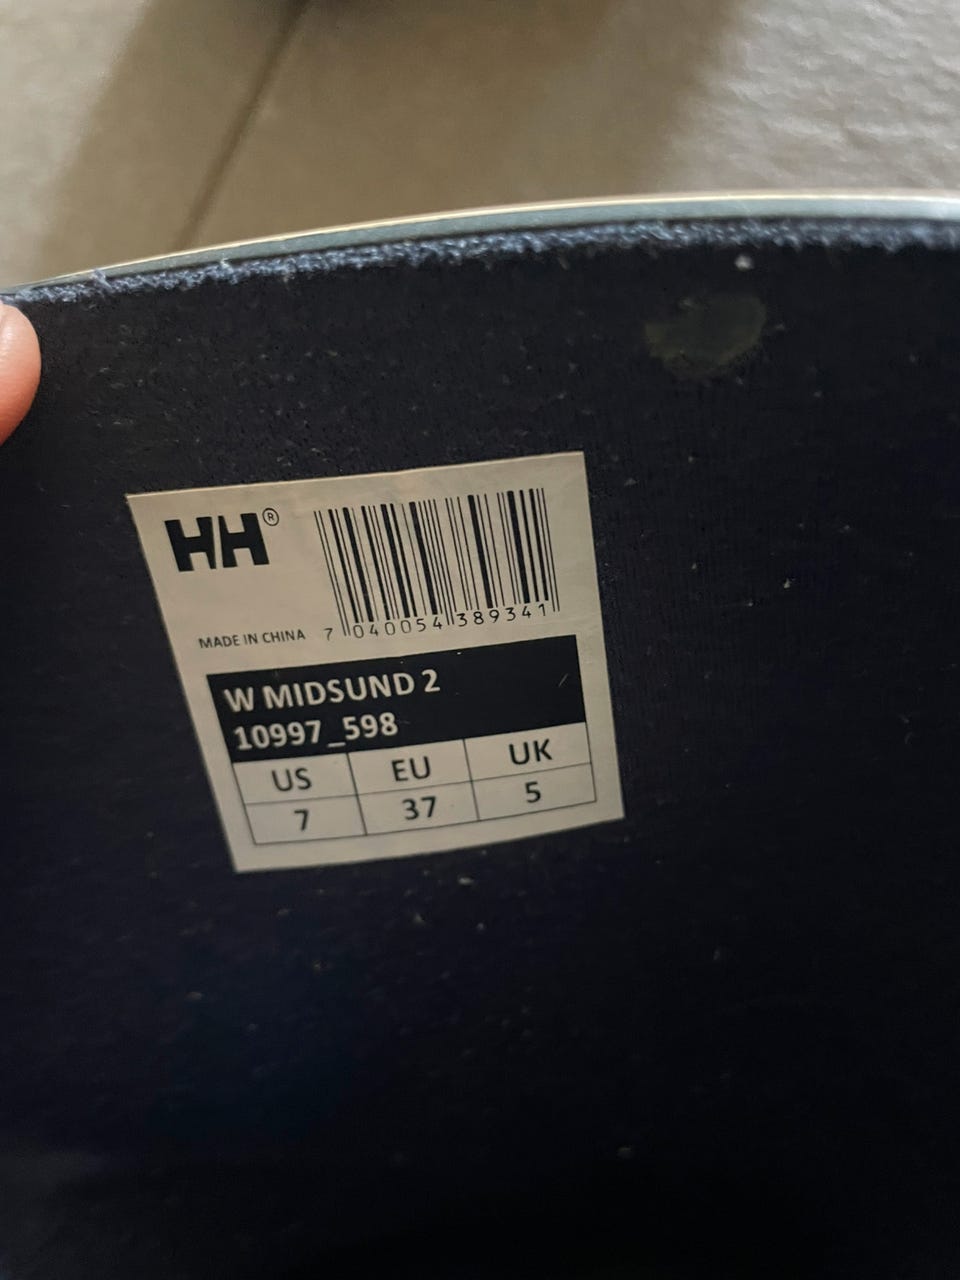 HH®
7 040054 389341
MADE IN CHINA
W MIDSUND 2
10997_598
US EU UK
7 37 5